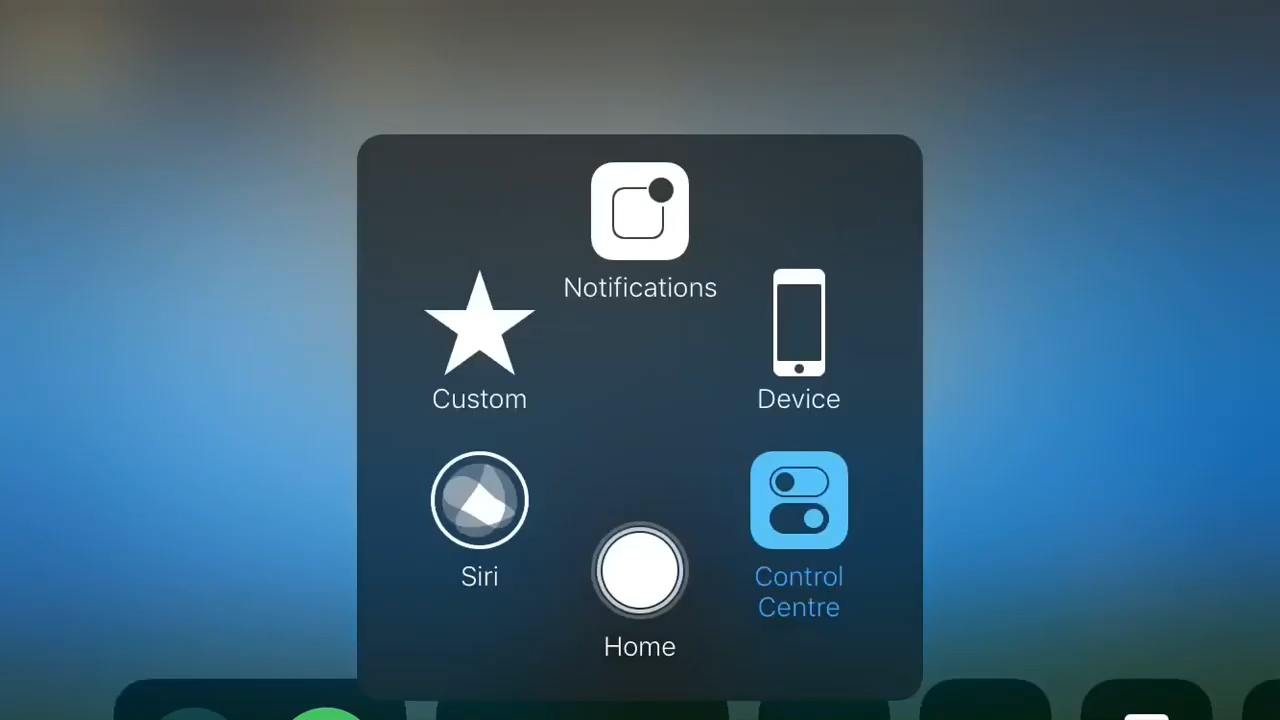 Notifications
Custom
Device
Siri
Control
Centre
Home